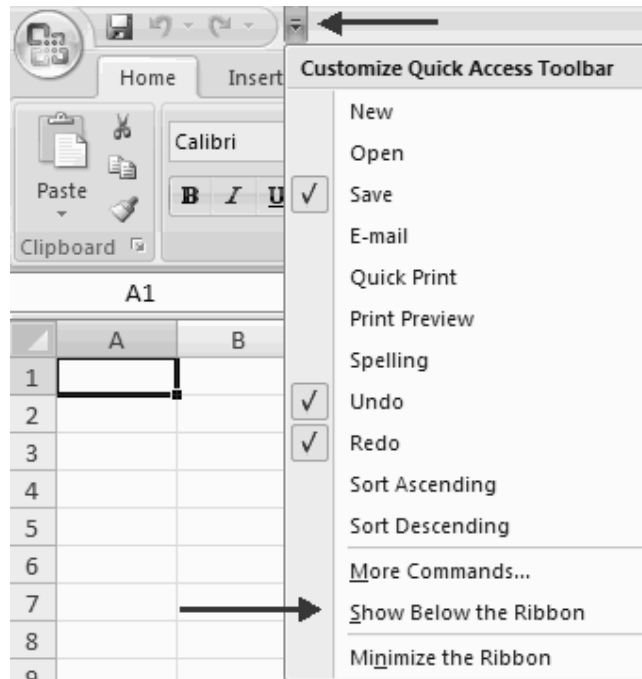 Home Insert
Customize Quick Access Toolbar
New
Open
Save
E-mail
Quick Print
Print Preview
Spelling
Undo
Redo
Sort Ascending
Sort Descending
More Commands...
Show Below the Ribbon
Minimize the Ribbon
Calibri
Paste
B I U
Clipboard
A1
A B
1
2
3
4
5
6
7
8
9